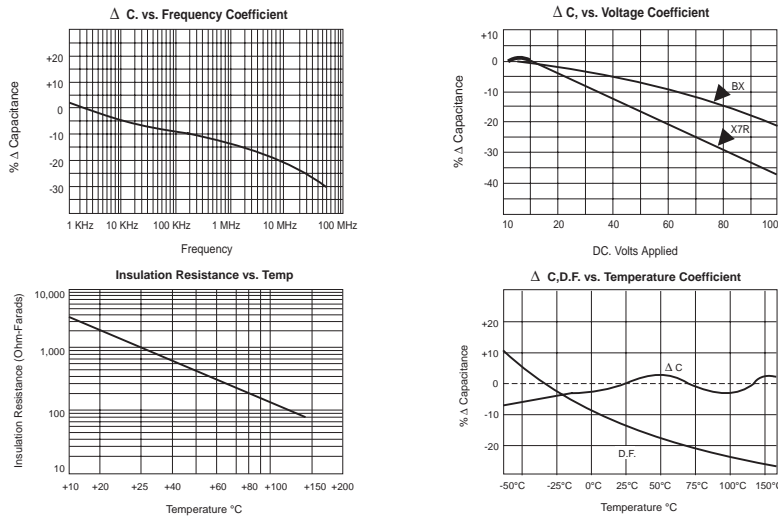 Δ C. vs. Frequency Coefficient
% Δ Capacitance
+20
+10
0
-10
-20
-30
1 KHz 10 KHz 100 KHz 1 MHz 10 MHz 100 MHz
Frequency
Δ C, vs. Voltage Coefficient
% Δ Capacitance
+10
0
-10
-20
-30
-40
BX
X7R
10 20 40 60 80 100
DC. Volts Applied
Insulation Resistance vs. Temp
Insulation Resistance (Ohm-Farads)
10,000
1,000
100
10
+10 +20 +25 +40 +60 +80 +100 +150 +200
Temperature °C
Δ C,D.F. vs. Temperature Coefficient
% Δ Capacitance
+20
+10
0
-10
-20
Δ C
D.F.
-50°C -25°C 0°C 25°C 50°C 75°C 100°C 150°C
Temperature °C